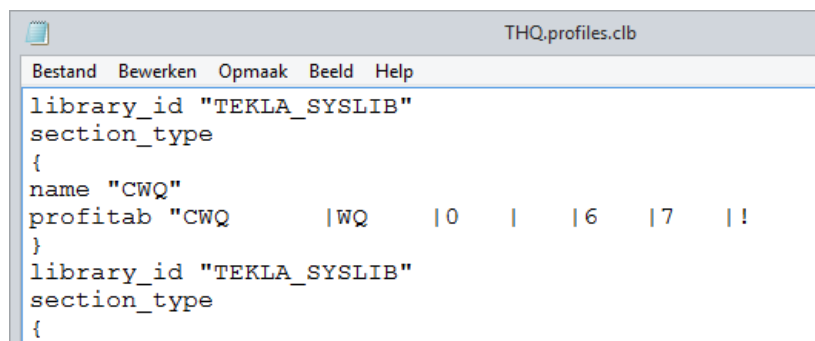 THQ.profiles.clb
Bestand Bewerken Opmaak Beeld Help
library_id "TEKLA_SYSLIB"
section_type
{
name "CWQ"
profitab "CWQ |WQ |0 | |6 |7 |!
}
library_id "TEKLA_SYSLIB"
section_type
{